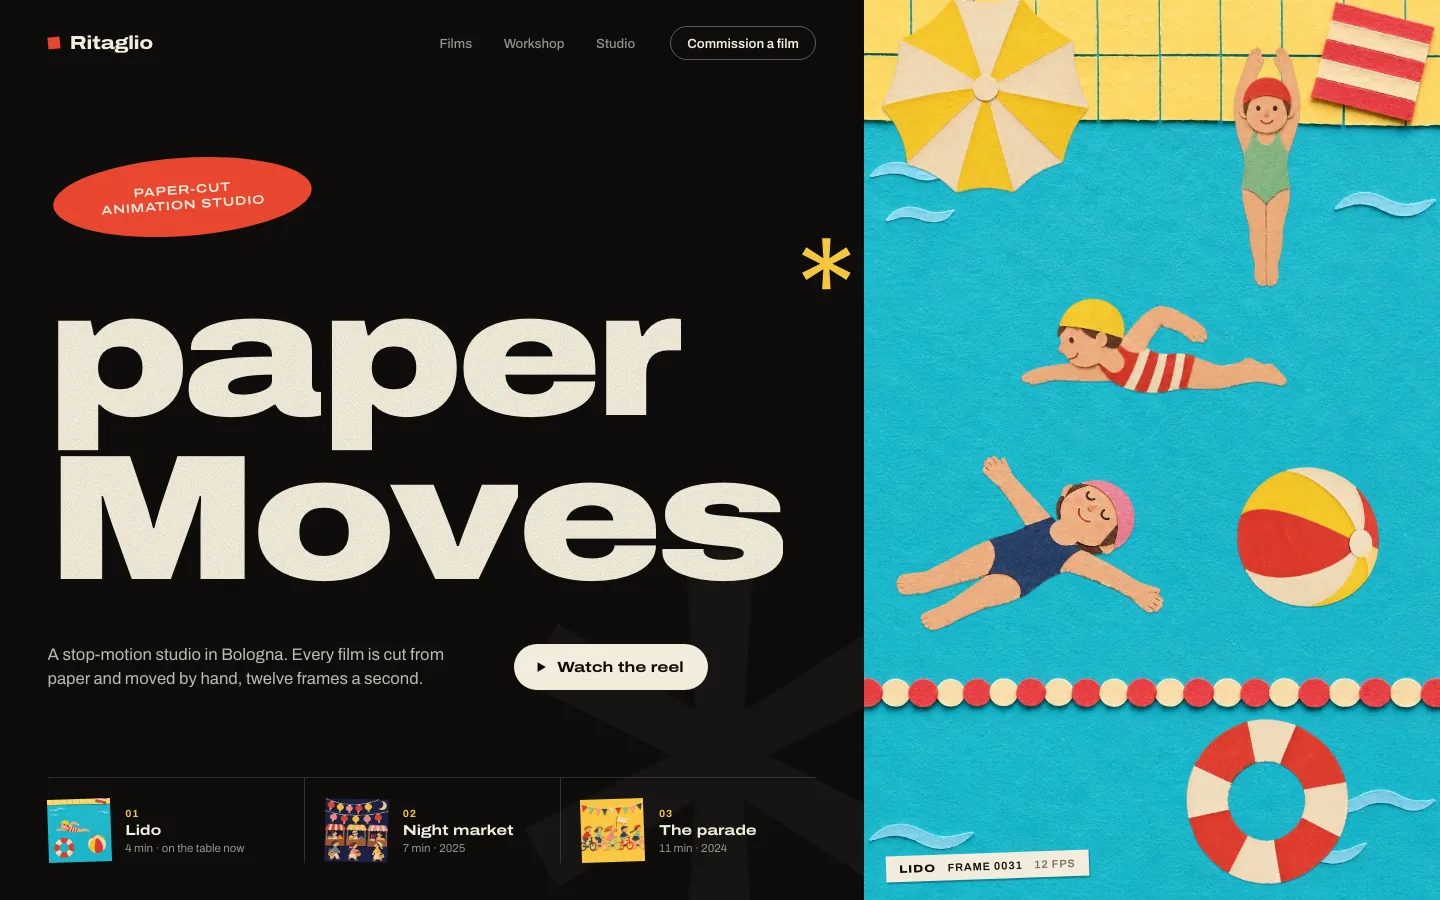 Ritaglio
Films
Workshop
Studio
Commission a film
PAPER-CUT
ANIMATION STUDIO
*
paper
Moves
A stop-motion studio in Bologna. Every film is cut from
paper and moved by hand, twelve frames a second.
Watch the reel
01
Lido
4 min · on the table now
02
Night market
7 min · 2025
03
The parade
11 min · 2024
LIDO FRAME 0031 12 FPS